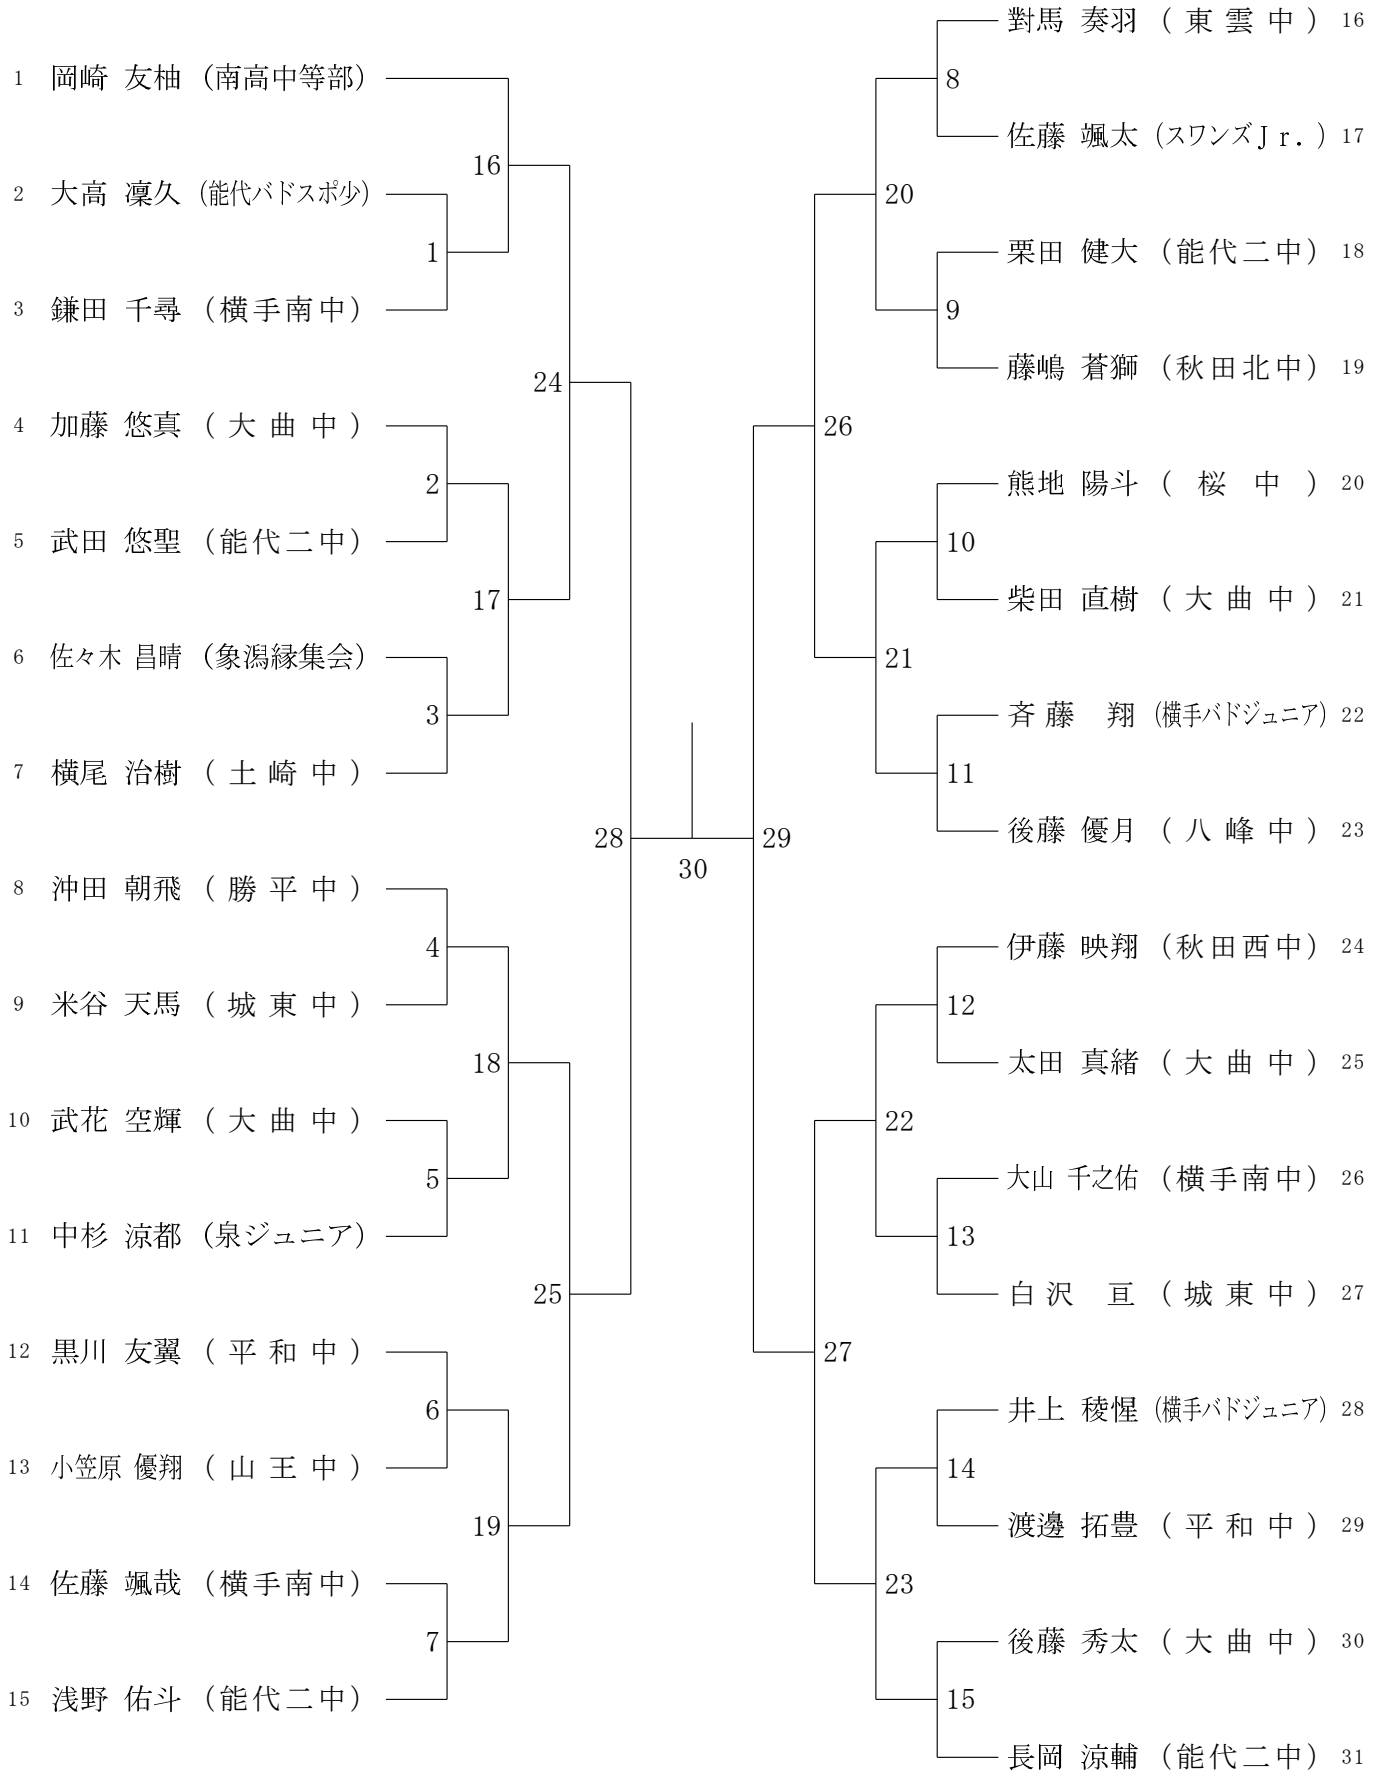 1 岡崎 友柚 (南高中等部)
2 大高 凜久 (能代バドスポ少)
3 鎌田 千尋 (横手南中)
4 加藤 悠真 (大曲中)
5 武田 悠聖 (能代二中)
6 佐々木 昌晴 (象潟縁集会)
7 横尾 治樹 (土崎中)
8 沖田 朝飛 (勝平中)
9 米谷 天馬 (城東中)
10 武花 空輝 (大曲中)
11 中杉 涼都 (泉ジュニア)
12 黒川 友翼 (平和中)
13 小笠原 優翔 (山王中)
14 佐藤 颯哉 (横手南中)
15 浅野 佑斗 (能代二中)
1
2
3
4
5
6
7
16
17
18
19
24
25
28
30
29
26
27
20
21
22
23
8
9
10
11
12
13
14
15
對馬 奏羽 (東雲中) 16
佐藤 颯太 (スワンズJr.) 17
栗田 健大 (能代二中) 18
藤嶋 蒼獅 (秋田北中) 19
熊地 陽斗 (桜中) 20
柴田 直樹 (大曲中) 21
斉藤 翔 (横手バドジュニア) 22
後藤 優月 (八峰中) 23
伊藤 映翔 (秋田西中) 24
太田 真緒 (大曲中) 25
大山 千之佑 (横手南中) 26
白沢 亘 (城東中) 27
井上 稜惺 (横手バドジュニア) 28
渡邊 拓豊 (平和中) 29
後藤 秀太 (大曲中) 30
長岡 涼輔 (能代二中) 31